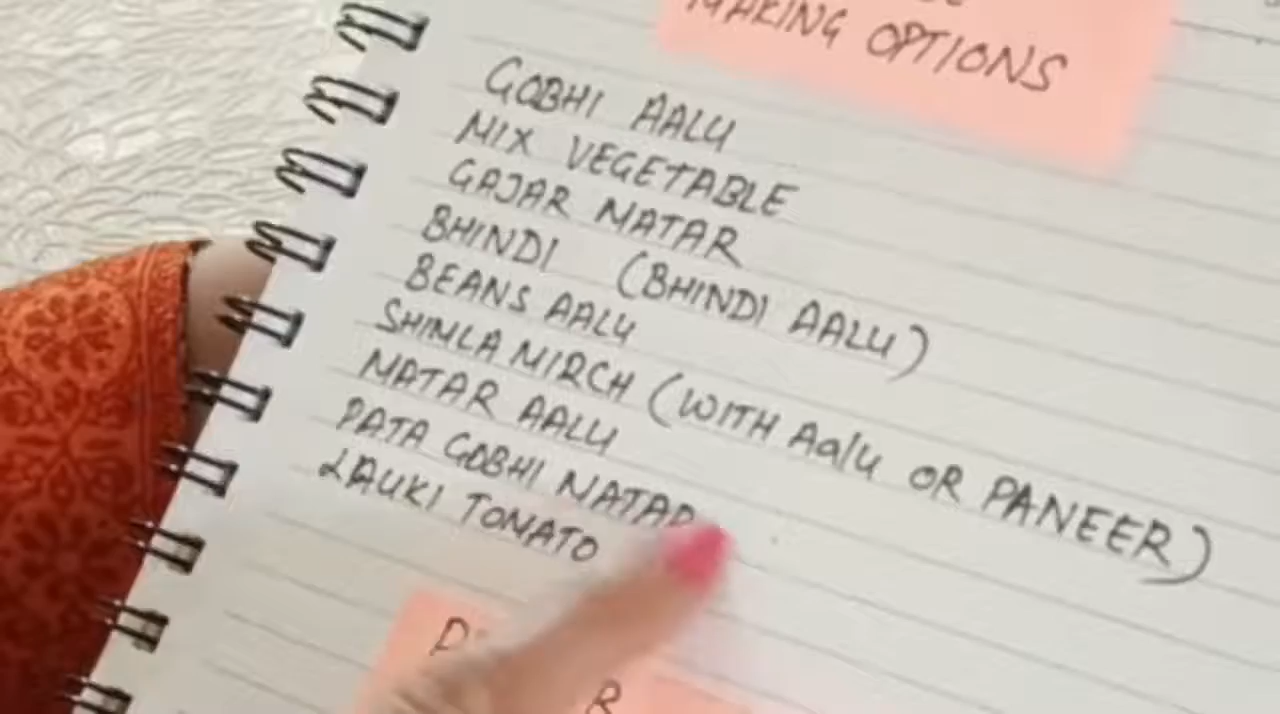 MAKING OPTIONS
GOBHI AALU
MIX VEGETABLE
GAJAR MATAR
BHINDI (BHINDI AALU)
BEANS AALU
SHIMLA MIRCH (WITH AalU OR PANEER)
MATAR AALU
PATA GOBHI MATAR
LAUKI TOMATO